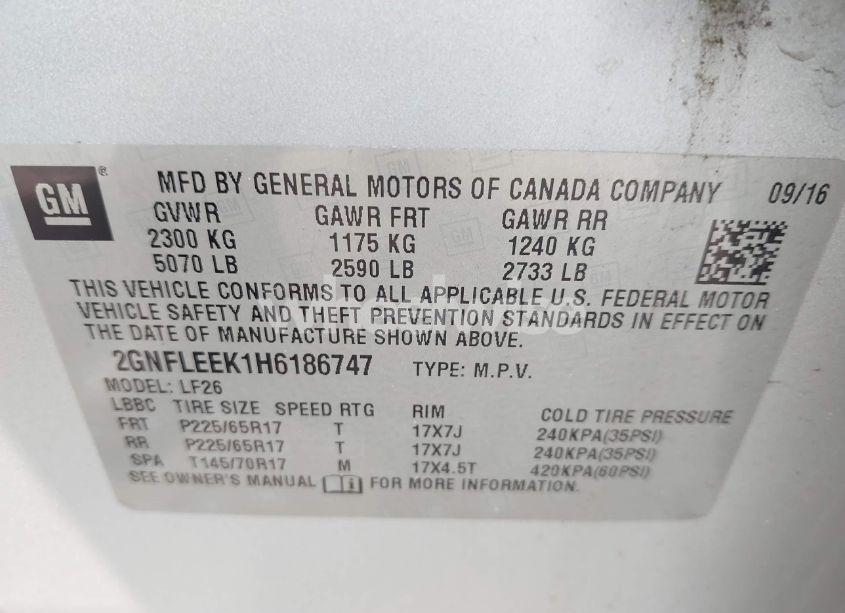 GM ® MFD BY GENERAL MOTORS OF CANADA COMPANY 09/16
GVWR GAWR FRT GAWR RR
2300 KG 1175 KG 1240 KG
5070 LB 2590 LB 2733 LB
THIS VEHICLE CONFORMS TO ALL APPLICABLE U.S. FEDERAL MOTOR
VEHICLE SAFETY AND THEFT PREVENTION STANDARDS IN EFFECT ON
THE DATE OF MANUFACTURE SHOWN ABOVE.
2GNFLEEK1H6186747 TYPE: M.P.V.
MODEL: LF26
LBBC TIRE SIZE SPEED RTG RIM COLD TIRE PRESSURE
FRT P225/65R17 T 17X7J 240KPA(35PSI)
RR P225/65R17 T 17X7J 240KPA(35PSI)
SPA T145/70R17 M 17X4.5T 420KPA(60PSI)
SEE OWNER'S MANUAL FOR MORE INFORMATION.